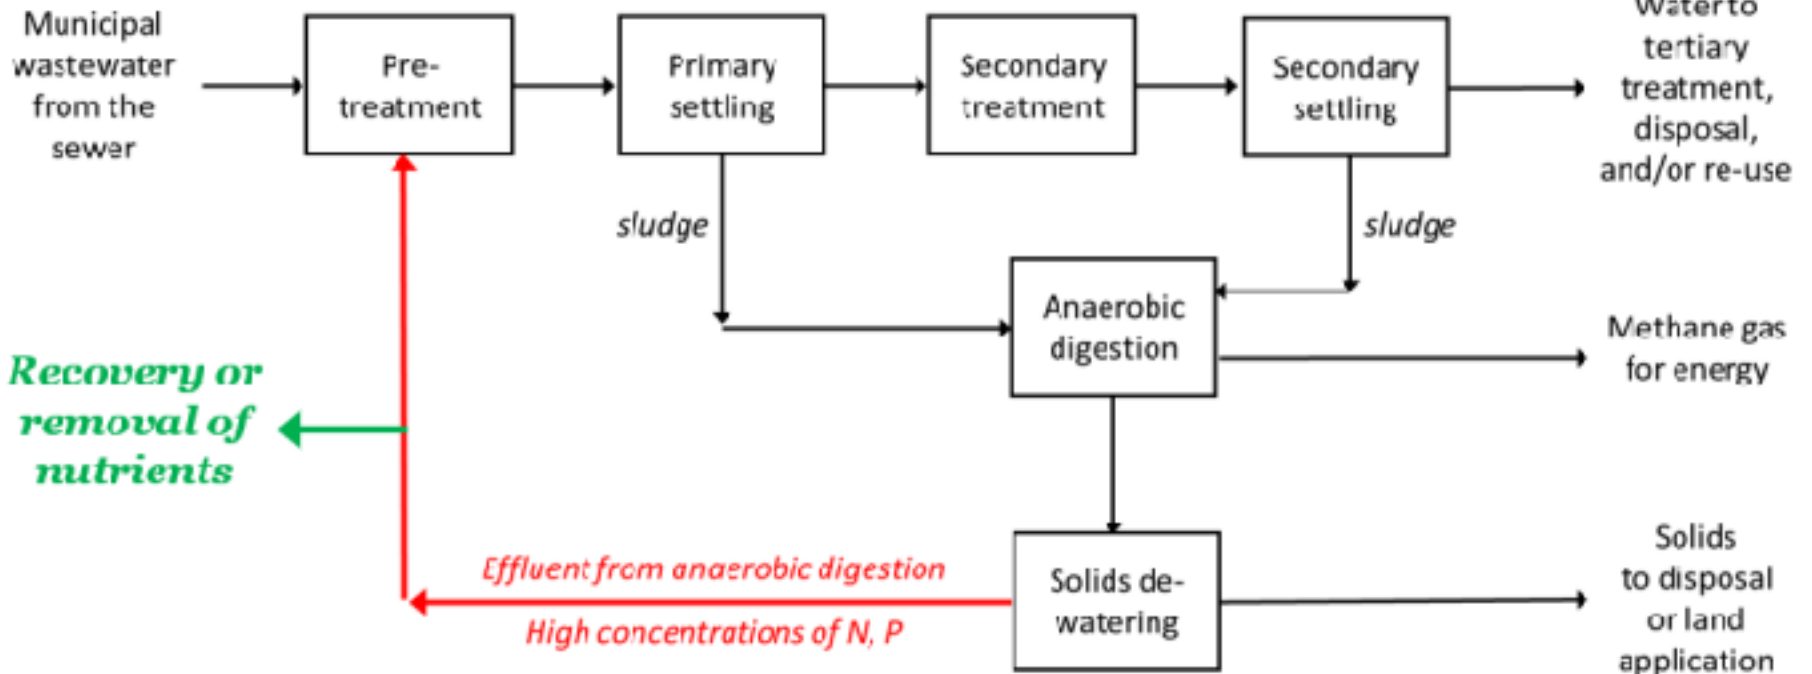 Municipal
wastewater
from the
sewer
Pre-
treatment
Primary
settling
Secondary
treatment
Secondary
settling
Water to
tertiary
treatment,
disposal,
and/or re-use
sludge
sludge
Anaerobic
digestion
Methane gas
for energy
Recovery or
removal of
nutrients
Effluent from anaerobic digestion
High concentrations of N, P
Solids de-
watering
Solids
to disposal
or land
application